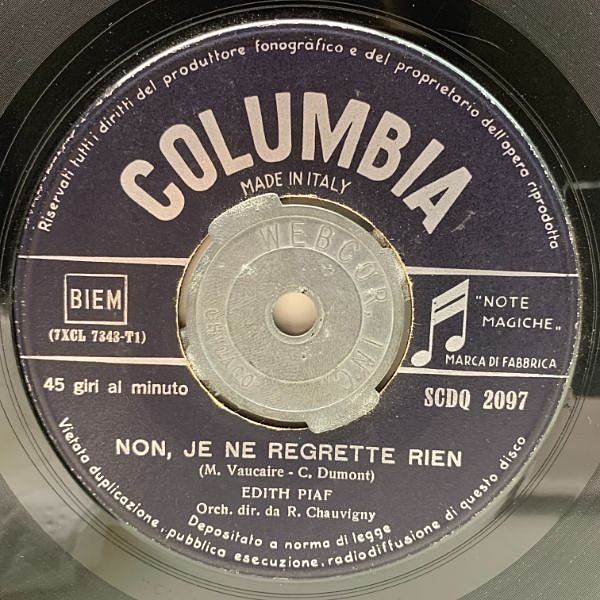 Riservati tutti i diritti del produttore fonografico e del proprietario dell'opera riprodotta
COLUMBIA
MADE IN ITALY
WEBCOR, INC.
BIEM
(7XCL 7343-T1)
"NOTE
MAGICHE„
MARCA DI FABBRICA
45 giri al minuto
SCDQ 2097
NON, JE NE REGRETTE RIEN
(M. Vaucaire - C. Dumont)
EDITH PIAF
Orch. dir. da R. Chauvigny
Depositato a norma di legge
Vietata duplicazione, pubblica esecuzione, radiodiffusione di questo disco